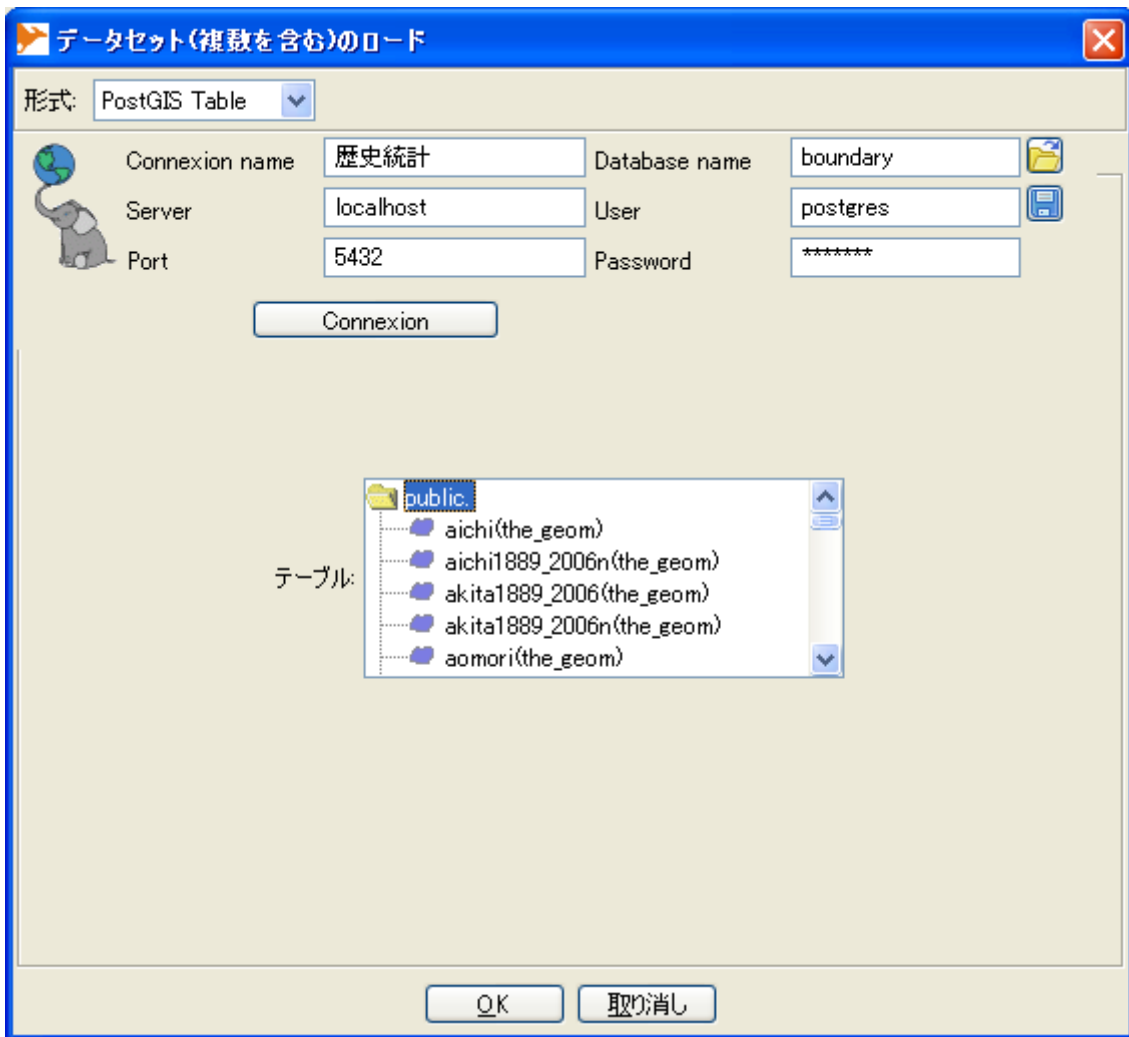 データセット(複数を含む)のロード
形式: PostGIS Table
Connexion name 歴史統計 Database name boundary
Server localhost User postgres
Port 5432 Password *******
Connexion
public.
aichi(the_geom)
aichi1889_2006n(the_geom)
テーブル: akita1889_2006(the_geom)
akita1889_2006n(the_geom)
aomori(the_geom)
OK 取り消し